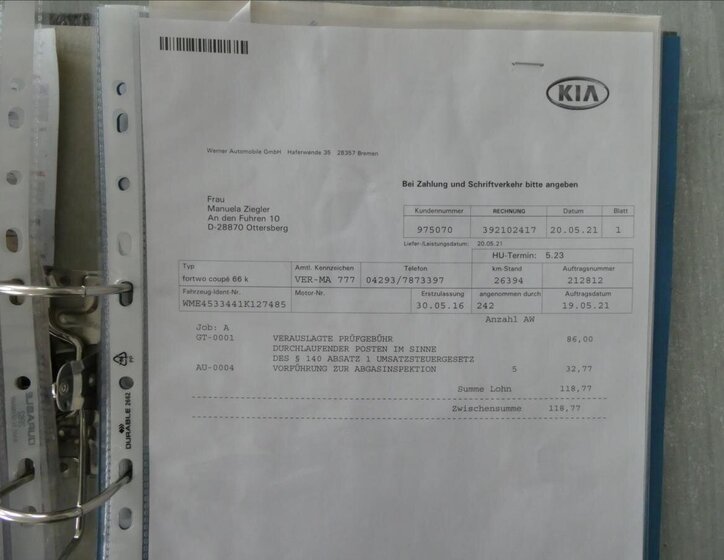 KIA
Werner Automobile GmbH Haferwende 35 28357 Bremen
Bei Zahlung und Schriftverkehr bitte angeben
Frau
Manuela Ziegler
An den Fuhren 10
D-28870 Ottersberg
Kundennummer RECHNUNG Datum Blatt
975070 392102417 20.05.21 1
Liefer-/Leistungsdatum: 20.05.21
HU-Termin: 5.23
Typ Amtl. Kennzeichen Telefon km-Stand Auftragsnummer
fortwo coupé 66 k VER-MA 777 04293/7873397 26394 212812
Fahrzeug-Ident-Nr. Motor-Nr. Erstzulassung angenommen durch Auftragsdatum
WME4533441K127485 30.05.16 242 19.05.21
Anzahl AW
Job: A
GT-0001 VERAUSLAGTE PRÜFGEBÜHR 86,00
DURCHLAUFENDER POSTEN IM SINNE
DES § 140 ABSATZ 1 UMSATZSTEUERGESETZ
AU-0004 VORFÜHRUNG ZUR ABGASINSPEKTION 5 32,77
Summe Lohn 118,77
Zwischensumme 118,77
DURABLE 2662
SUBARU